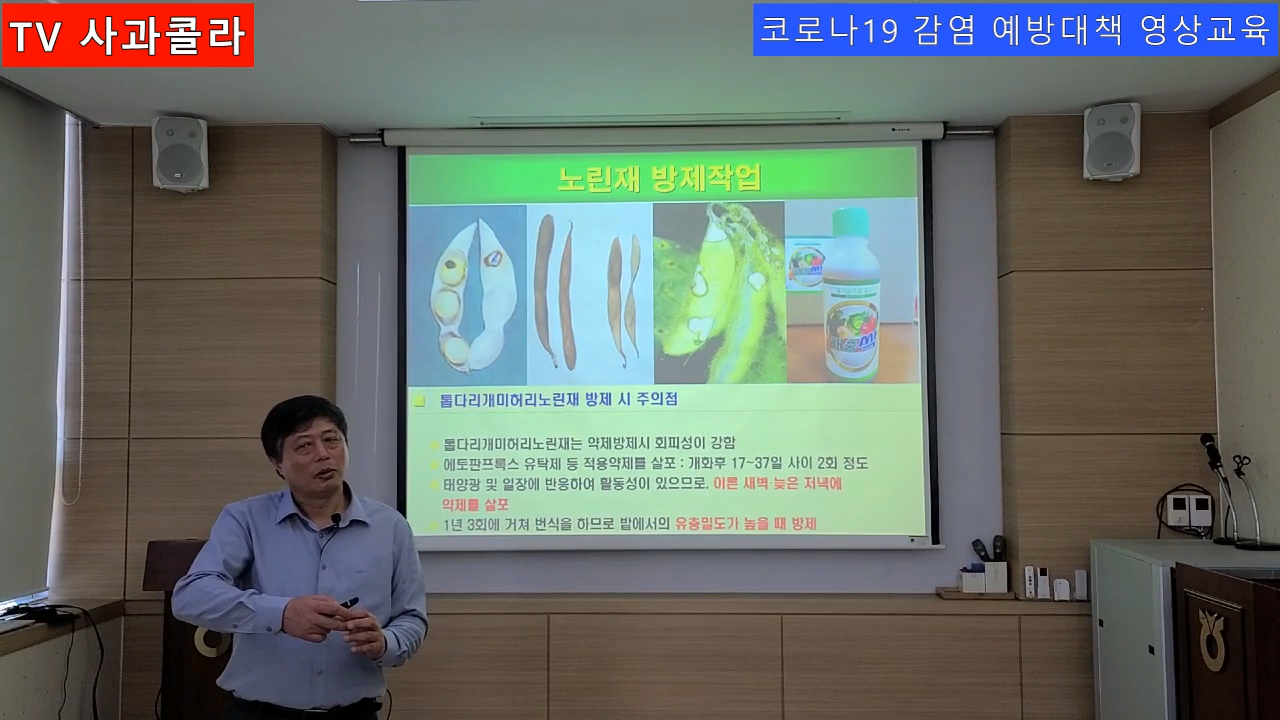 TV 사과콜라
코로나19 감염 예방대책 영상교육
노린재 방제작업
톱다리개미허리노린재 방제 시 주의점
톱다리개미허리노린재는 약제방제시 회피성이 강함
에토판프록스 유탁제 등 적용약제를 살포 : 개화후 17~37일 사이 2회 정도
태양광 및 일장에 반응하여 활동성이 있으므로, 이른 새벽·늦은 저녁에
약제를 살포
1년 3회에 거쳐 번식을 하므로 밭에서의 유충밀도가 높을 때 방제